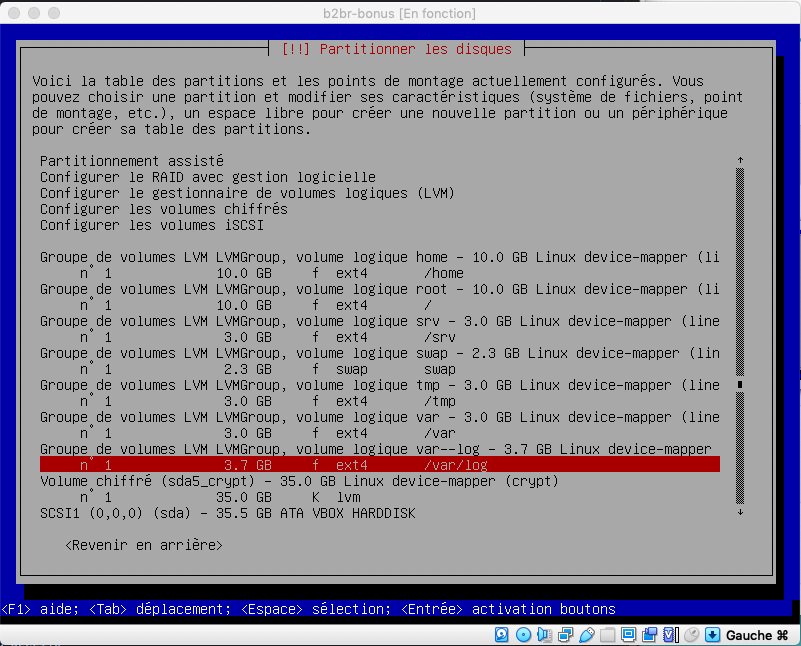 b2br-bonus [En fonction]
[!!] Partitionner les disques
Voici la table des partitions et les points de montage actuellement configurés. Vous
pouvez choisir une partition et modifier ses caractéristiques (système de fichiers, point
de montage, etc.), un espace libre pour créer une nouvelle partition ou un périphérique
pour créer sa table des partitions.
Partitionnement assisté
Configurer le RAID avec gestion logicielle
Configurer le gestionnaire de volumes logiques (LVM)
Configurer les volumes chiffrés
Configurer les volumes iSCSI
Groupe de volumes LVM LVMGroup, volume logique home - 10.0 GB Linux device-mapper (li
n° 1 10.0 GB f ext4 /home
Groupe de volumes LVM LVMGroup, volume logique root - 10.0 GB Linux device-mapper (li
n° 1 10.0 GB f ext4 /
Groupe de volumes LVM LVMGroup, volume logique srv - 3.0 GB Linux device-mapper (line
n° 1 3.0 GB f ext4 /srv
Groupe de volumes LVM LVMGroup, volume logique swap - 2.3 GB Linux device-mapper (lin
n° 1 2.3 GB f swap swap
Groupe de volumes LVM LVMGroup, volume logique tmp - 3.0 GB Linux device-mapper (line
n° 1 3.0 GB f ext4 /tmp
Groupe de volumes LVM LVMGroup, volume logique var - 3.0 GB Linux device-mapper (line
n° 1 3.0 GB f ext4 /var
Groupe de volumes LVM LVMGroup, volume logique var--log - 3.7 GB Linux device-mapper
n° 1 3.7 GB f ext4 /var/log
Volume chiffré (sda5_crypt) - 35.0 GB Linux device-mapper (crypt)
n° 1 35.0 GB K lvm
SCSI1 (0,0,0) (sda) - 35.5 GB ATA VBOX HARDDISK
<Revenir en arrière>
<F1> aide; <Tab> déplacement; <Espace> sélection; <Entrée> activation boutons
Gauche ⌘